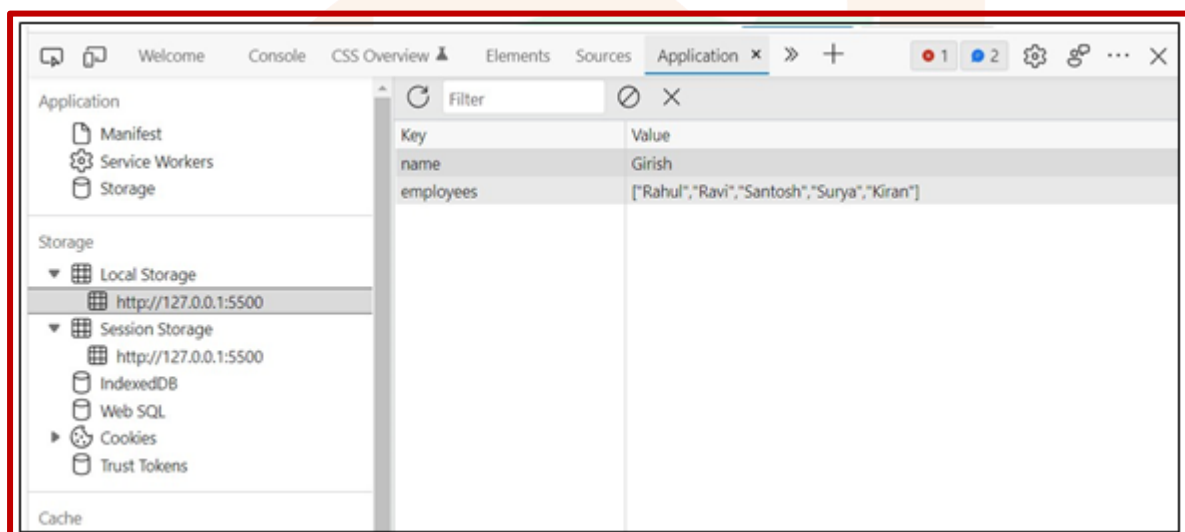 Welcome Console CSS Overview Elements Sources Application × » + 1 2 ⋯ ×
Application
Manifest
Service Workers
Storage
Storage
Local Storage
http://127.0.0.1:5500
Session Storage
http://127.0.0.1:5500
IndexedDB
Web SQL
Cookies
Trust Tokens
Cache
Filter
Key Value
name Girish
employees ["Rahul","Ravi","Santosh","Surya","Kiran"]